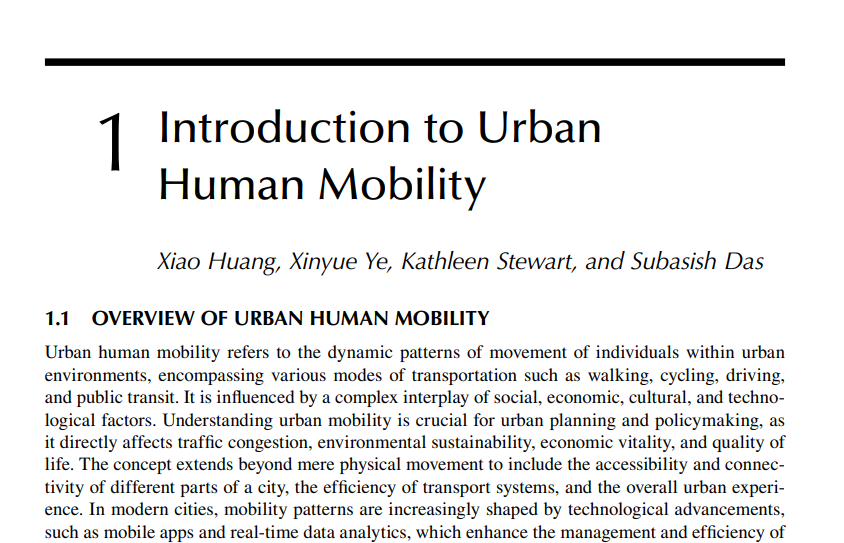 1 Introduction to Urban
Human Mobility
Xiao Huang, Xinyue Ye, Kathleen Stewart, and Subasish Das
1.1 OVERVIEW OF URBAN HUMAN MOBILITY
Urban human mobility refers to the dynamic patterns of movement of individuals within urban
environments, encompassing various modes of transportation such as walking, cycling, driving,
and public transit. It is influenced by a complex interplay of social, economic, cultural, and techno-
logical factors. Understanding urban mobility is crucial for urban planning and policymaking, as
it directly affects traffic congestion, environmental sustainability, economic vitality, and quality of
life. The concept extends beyond mere physical movement to include the accessibility and connec-
tivity of different parts of a city, the efficiency of transport systems, and the overall urban experi-
ence. In modern cities, mobility patterns are increasingly shaped by technological advancements,
such as mobile apps and real-time data analytics, which enhance the management and efficiency of